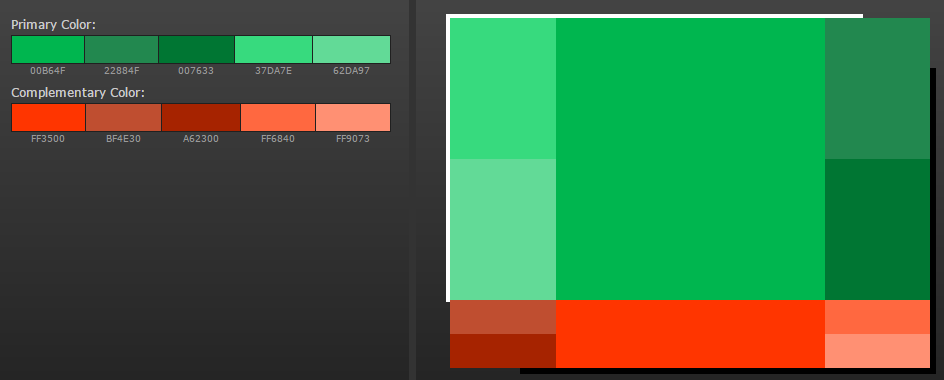 Primary Color:
00B64F 22884F 007633 37DA7E 62DA97
Complementary Color:
FF3500 BF4E30 A62300 FF6840 FF9073